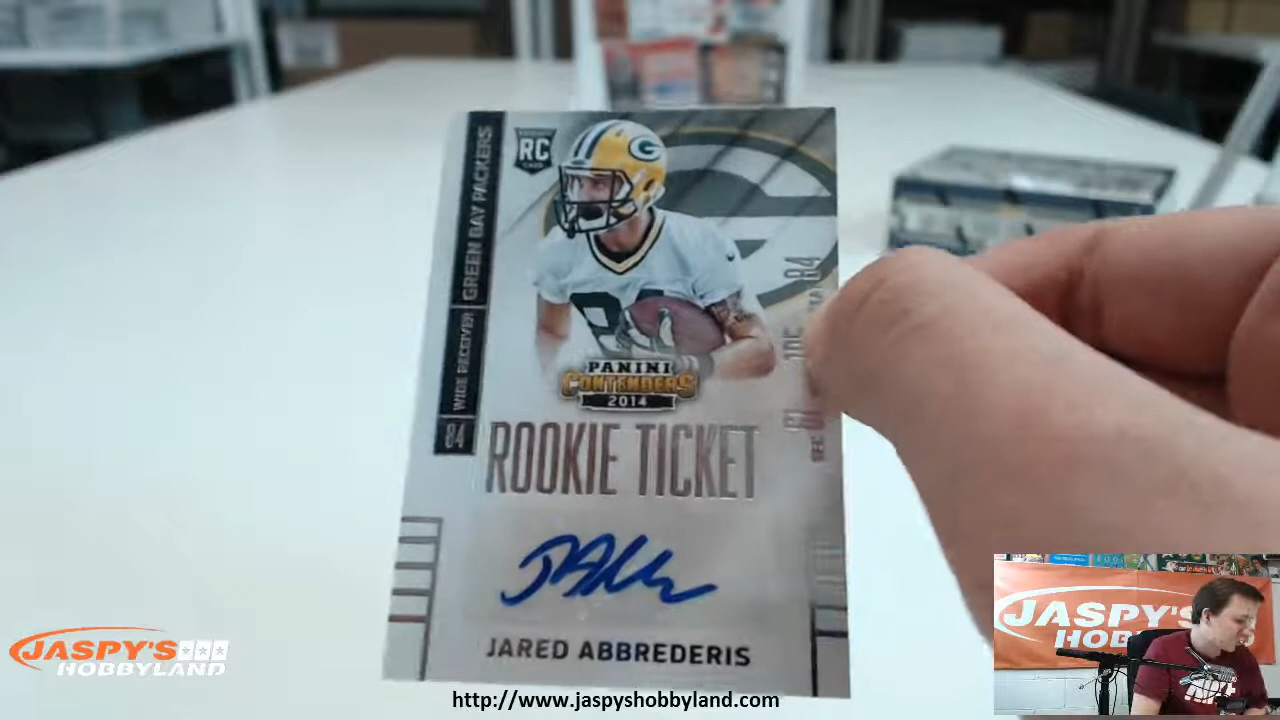 RC
GREEN BAY PACKERS
WIDE RECEIVER
84
84
PANINI
CONTENDERS
2014
ROOKIE TICKET
JARED ABBREDERIS
JASPY'S
HOBBYLAND
http://www.jaspyshobbyland.com
JASPY'S